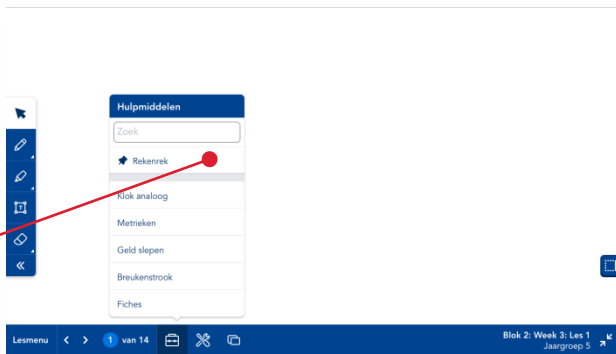 Hulpmiddelen
Zoek
Rekenrek
Klok analoog
Metrieken
Geld slepen
Breukenstrook
Fiches
T
Lesmenu < > 1 van 14
Blok 2: Week 3: Les 1
Jaargroep 5